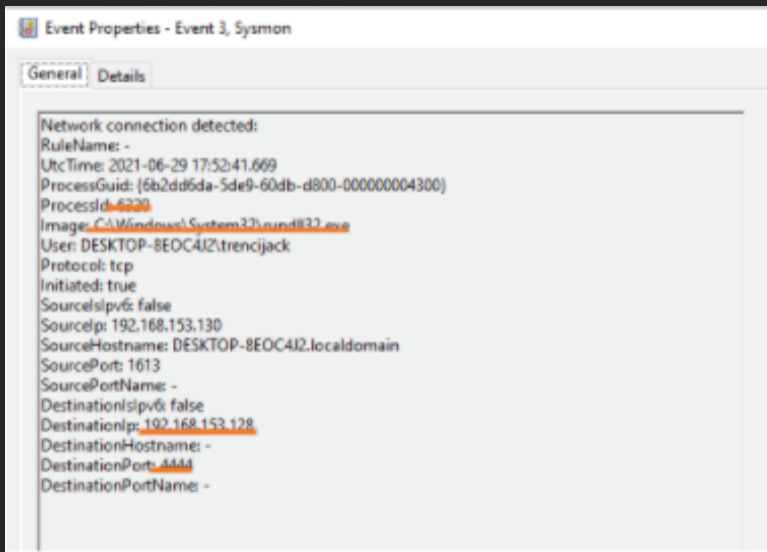 Event Properties - Event 3, Sysmon
General Details
Network connection detected:
RuleName: -
UtcTime: 2021-06-29 17:52:41.669
ProcessGuid: {6b2dd6da-5de9-60db-d800-000000004300}
ProcessId:
Image: C:\Windows\System32\rundll32.exe
User: DESKTOP-8EOC4J2\trencijack
Protocol: tcp
Initiated: true
SourceIsIpv6: false
SourceIp: 192.168.153.130
SourceHostname: DESKTOP-8EOC4J2.localdomain
SourcePort: 1613
SourcePortName: -
DestinationIsIpv6: false
DestinationIp: 192.168.153.128
DestinationHostname: -
DestinationPort: 4444
DestinationPortName: -